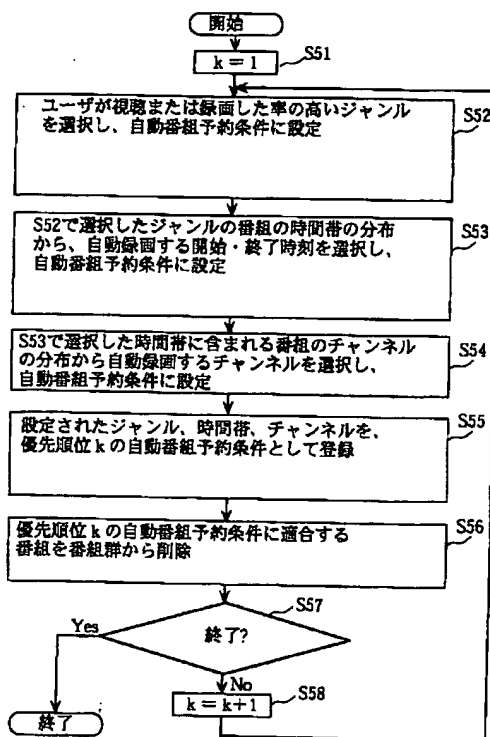 開始
k = 1
S51
ユーザが視聴または録画した率の高いジャンル
を選択し、自動番組予約条件に設定
S52
S52で選択したジャンルの番組の時間帯の分布
から、自動録画する開始・終了時刻を選択し、
自動番組予約条件に設定
S53
S53で選択した時間帯に含まれる番組のチャンネル
の分布から自動録画するチャンネルを選択し、
自動番組予約条件に設定
S54
設定されたジャンル、時間帯、チャンネルを、
優先順位kの自動番組予約条件として登録
S55
優先順位kの自動番組予約条件に適合する
番組を番組群から削除
S56
S57
終了?
Yes
No
k = k+1
S58
終了